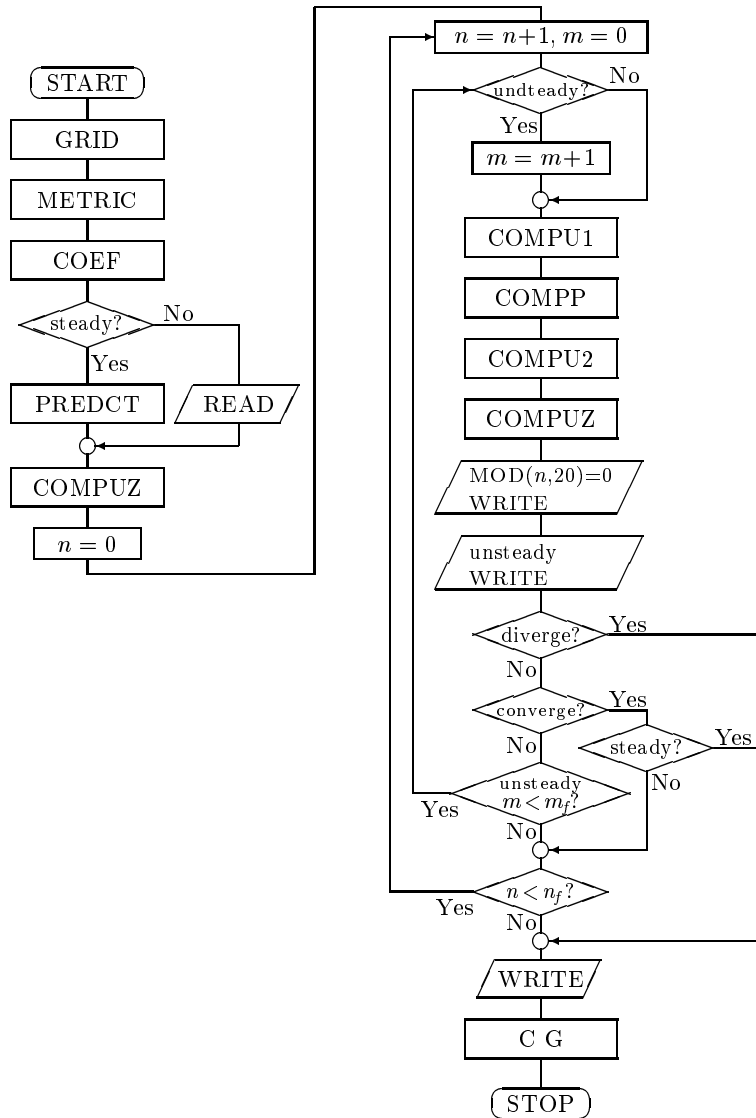 START
GRID
METRIC
COEF
steady?
No
Yes
PREDCT
READ
COMPUZ
n = 0
n = n+1, m = 0
undteady?
No
Yes
m = m+1
COMPU1
COMPP
COMPU2
COMPUZ
MOD(n,20)=0
WRITE
unsteady
WRITE
diverge?
Yes
No
converge?
Yes
No
steady?
Yes
No
unsteady
m < m_f?
Yes
No
n < n_f?
Yes
No
WRITE
C G
STOP